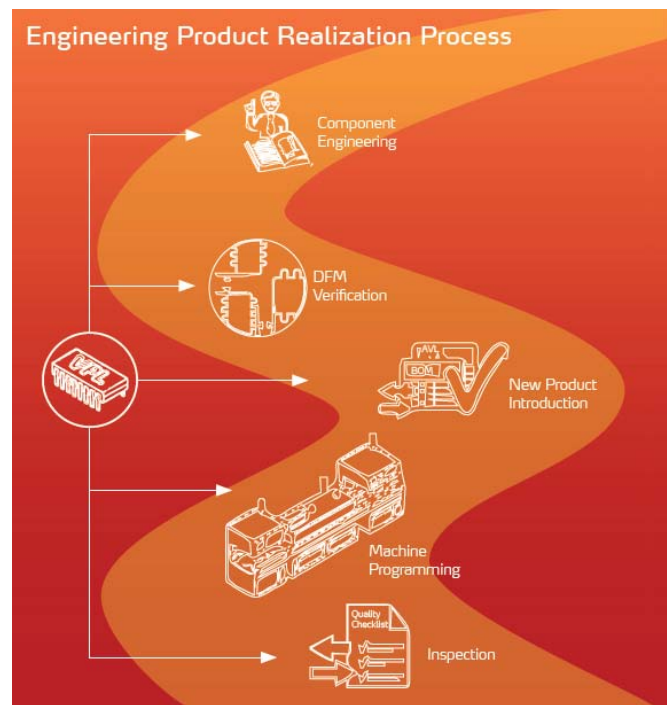 Engineering Product Realization Process
Component
Engineering
DFM
Verification
VPL
AVL
BOM
New Product
Introduction
Machine
Programming
Quality
Checklist
Inspection